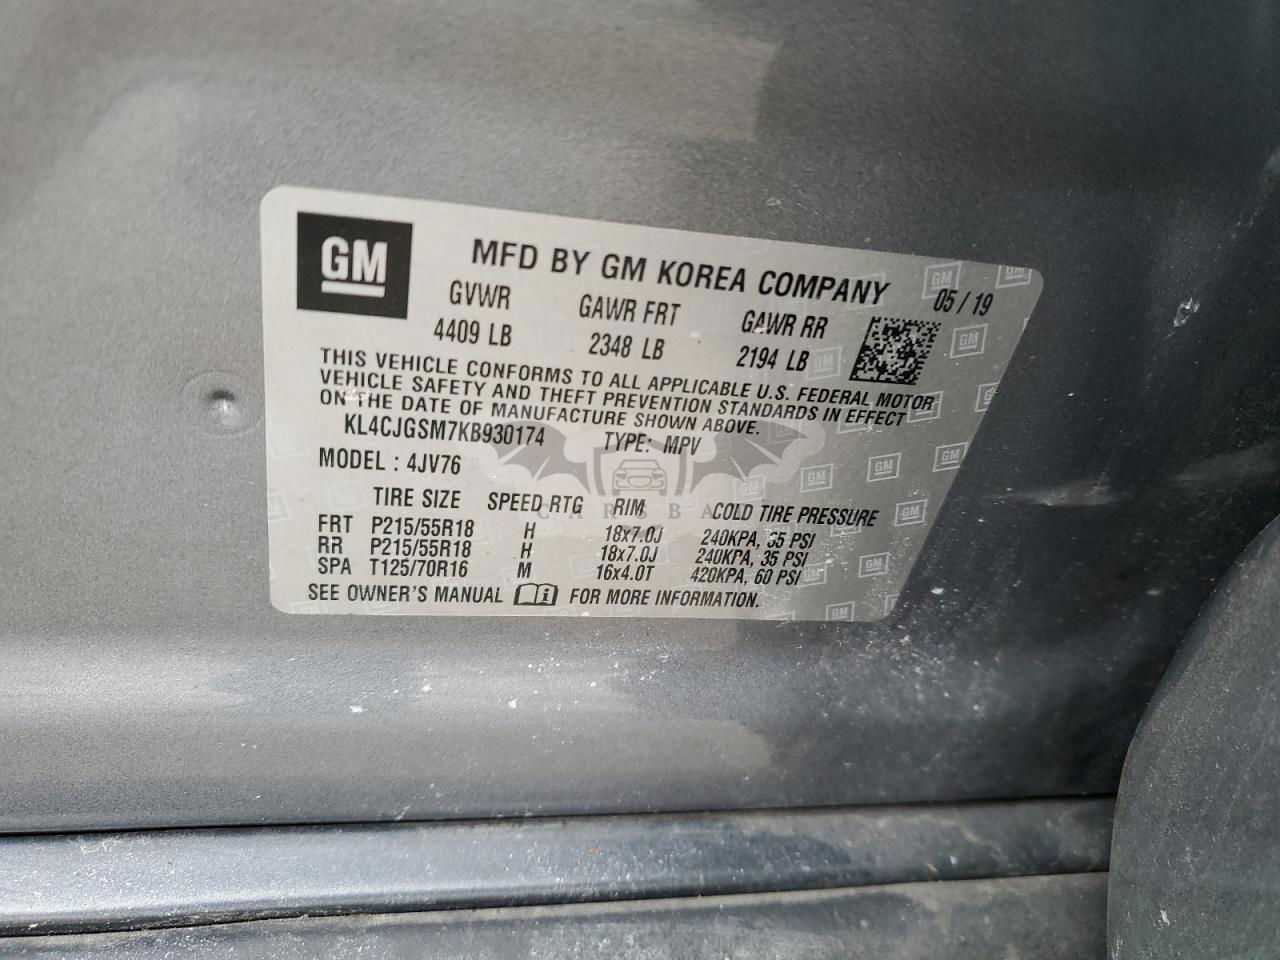 GM
MFD BY GM KOREA COMPANY
05/19
GVWR GAWR FRT GAWR RR
4409 LB 2348 LB 2194 LB
THIS VEHICLE CONFORMS TO ALL APPLICABLE U.S. FEDERAL MOTOR
VEHICLE SAFETY AND THEFT PREVENTION STANDARDS IN EFFECT
ON THE DATE OF MANUFACTURE SHOWN ABOVE.
KL4CJGSM7KB930174 TYPE: MPV
MODEL : 4JV76
TIRE SIZE SPEED RTG RIM COLD TIRE PRESSURE
FRT P215/55R18 H 18x7.0J 240KPA, 35 PSI
RR P215/55R18 H 18x7.0J 240KPA, 35 PSI
SPA T125/70R16 M 16x4.0T 420KPA, 60 PSI
SEE OWNER'S MANUAL FOR MORE INFORMATION.